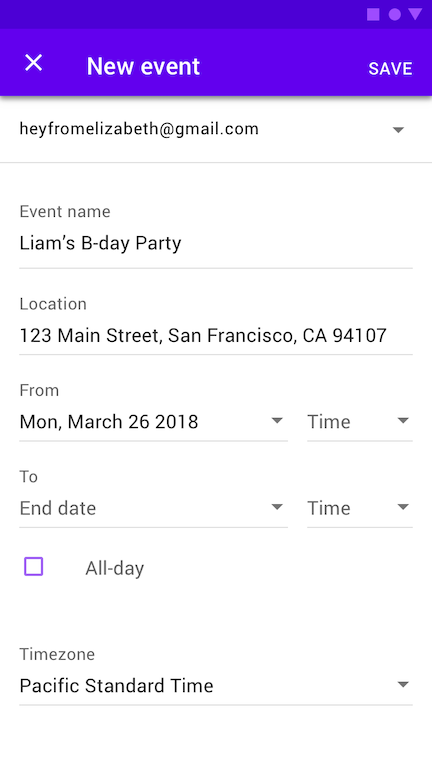 New event
SAVE
heyfromelizabeth@gmail.com
Event name
Liam’s B-day Party
Location
123 Main Street, San Francisco, CA 94107
From
Mon, March 26 2018 Time
To
End date Time
All-day
Timezone
Pacific Standard Time